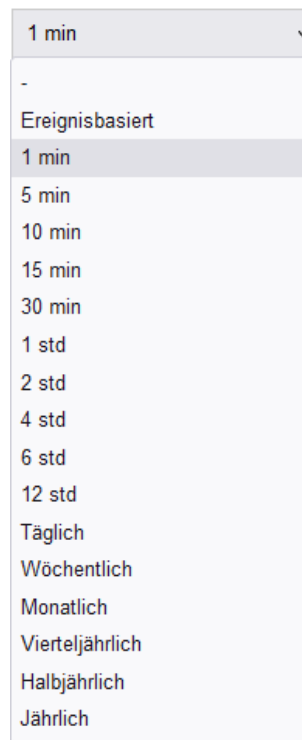 1 min
-
Ereignisbasiert
1 min
5 min
10 min
15 min
30 min
1 std
2 std
4 std
6 std
12 std
Täglich
Wöchentlich
Monatlich
Vierteljährlich
Halbjährlich
Jährlich